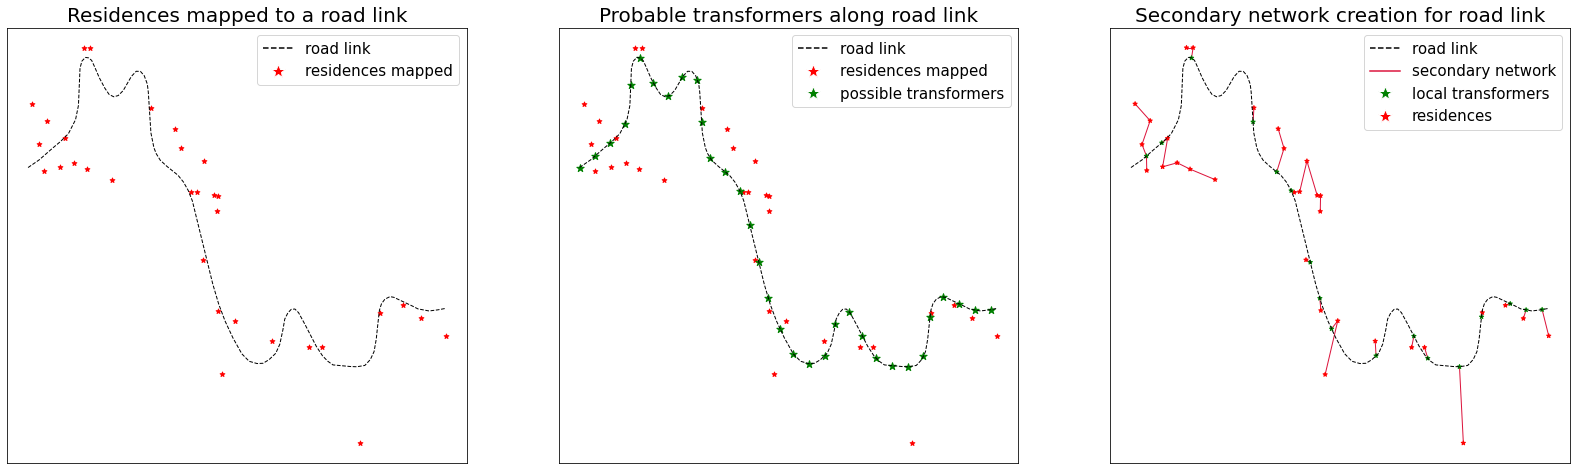 Residences mapped to a road link
road link
residences mapped
Probable transformers along road link
road link
residences mapped
possible transformers
Secondary network creation for road link
road link
secondary network
local transformers
residences